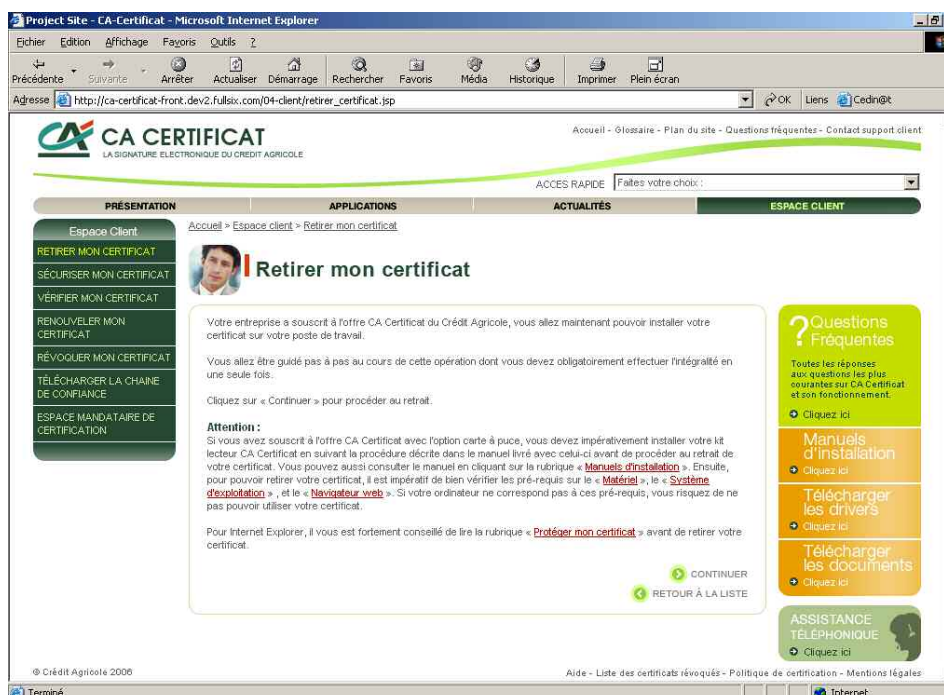 Project Site - CA-Certificat - Microsoft Internet Explorer
Fichier Edition Affichage Favoris Outils ?
Précédente Suivante Arrêter Actualiser Démarrage Rechercher Favoris Média Historique Imprimer Plein écran
Adresse http://ca-certificat-front.dev2.fullsix.com/04-client/retirer_certificat.jsp OK Liens Cedin@t
CA CERTIFICAT
LA SIGNATURE ELECTRONIQUE DU CREDIT AGRICOLE
Accueil - Glossaire - Plan du site - Questions fréquentes - Contact support client
ACCES RAPIDE Faites votre choix :
PRÉSENTATION APPLICATIONS ACTUALITÉS ESPACE CLIENT
Espace Client
RETIRER MON CERTIFICAT
SÉCURISER MON CERTIFICAT
VÉRIFIER MON CERTIFICAT
RENOUVELER MON
CERTIFICAT
RÉVOQUER MON CERTIFICAT
TÉLÉCHARGER LA CHAINE
DE CONFIANCE
ESPACE MANDATAIRE DE
CERTIFICATION
Accueil > Espace client > Retirer mon certificat
Retirer mon certificat
Votre entreprise a souscrit à l'offre CA Certificat du Crédit Agricole, vous allez maintenant pouvoir installer votre
certificat sur votre poste de travail.
Vous allez être guidé pas à pas au cours de cette opération dont vous devez obligatoirement effectuer l'intégralité en
une seule fois.
Cliquez sur « Continuer » pour procéder au retrait.
Attention :
Si vous avez souscrit à l'offre CA Certificat avec l'option carte à puce, vous devez impérativement installer votre kit
lecteur CA Certificat en suivant la procédure décrite dans le manuel livré avec celui-ci avant de procéder au retrait de
votre certificat. Vous pouvez aussi consulter le manuel en cliquant sur la rubrique « Manuels d'installation ». Ensuite,
pour pouvoir retirer votre certificat, il est impératif de bien vérifier les pré-requis sur le « Matériel », le « Système
d'exploitation » , et le « Navigateur web ». Si votre ordinateur ne correspond pas à ces pré-requis, vous risquez de ne
pas pouvoir utiliser votre certificat.
Pour Internet Explorer, il vous est fortement conseillé de lire la rubrique « Protéger mon certificat » avant de retirer votre
certificat.
CONTINUER
RETOUR À LA LISTE
? Questions
Fréquentes
Toutes les réponses
aux questions les plus
courantes sur CA Certificat
et son fonctionnement.
Cliquez ici
Manuels
d'installation
Cliquez ici
Télécharger
les drivers
Cliquez ici
Télécharger
les documents
Cliquez ici
ASSISTANCE
TÉLÉPHONIQUE
Cliquez ici
© Crédit Agricole 2006
Aide - Liste des certificats révoqués - Politique de certification - Mentions légales
Terminé Internet